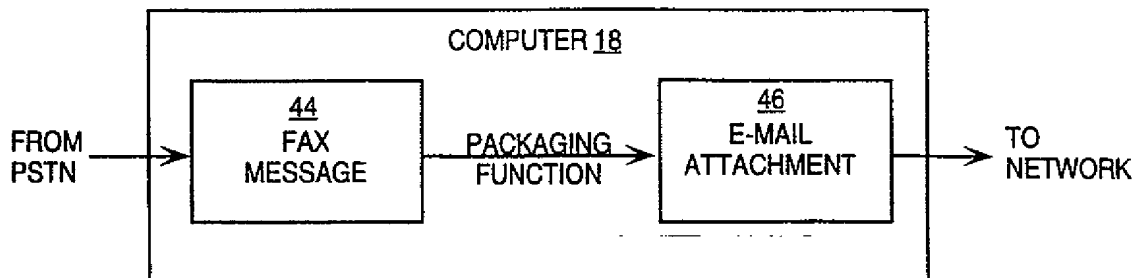 COMPUTER 18
FROM
PSTN
44
FAX
MESSAGE
PACKAGING
FUNCTION
46
E-MAIL
ATTACHMENT
TO
NETWORK